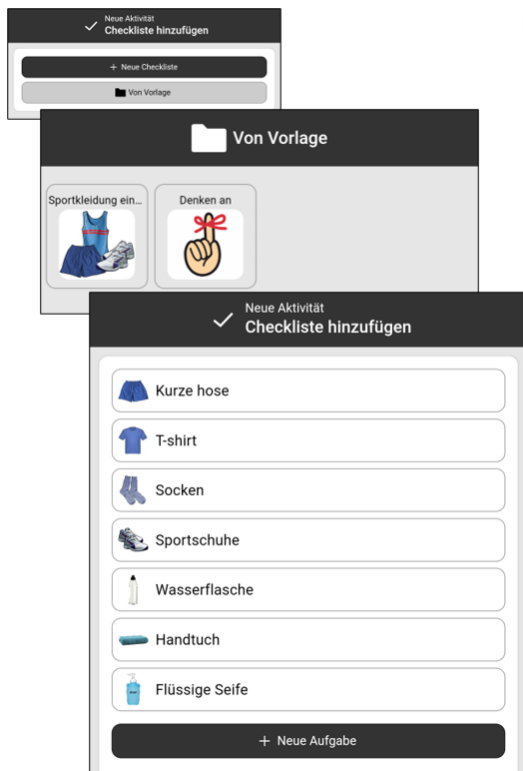 Neue Aktivität
Checkliste hinzufügen
+ Neue Checkliste
Von Vorlage
Von Vorlage
Sportkleidung ein...
Denken an
Neue Aktivität
Checkliste hinzufügen
Kurze hose
T-shirt
Socken
Sportschuhe
Wasserflasche
Handtuch
Flüssige Seife
+ Neue Aufgabe